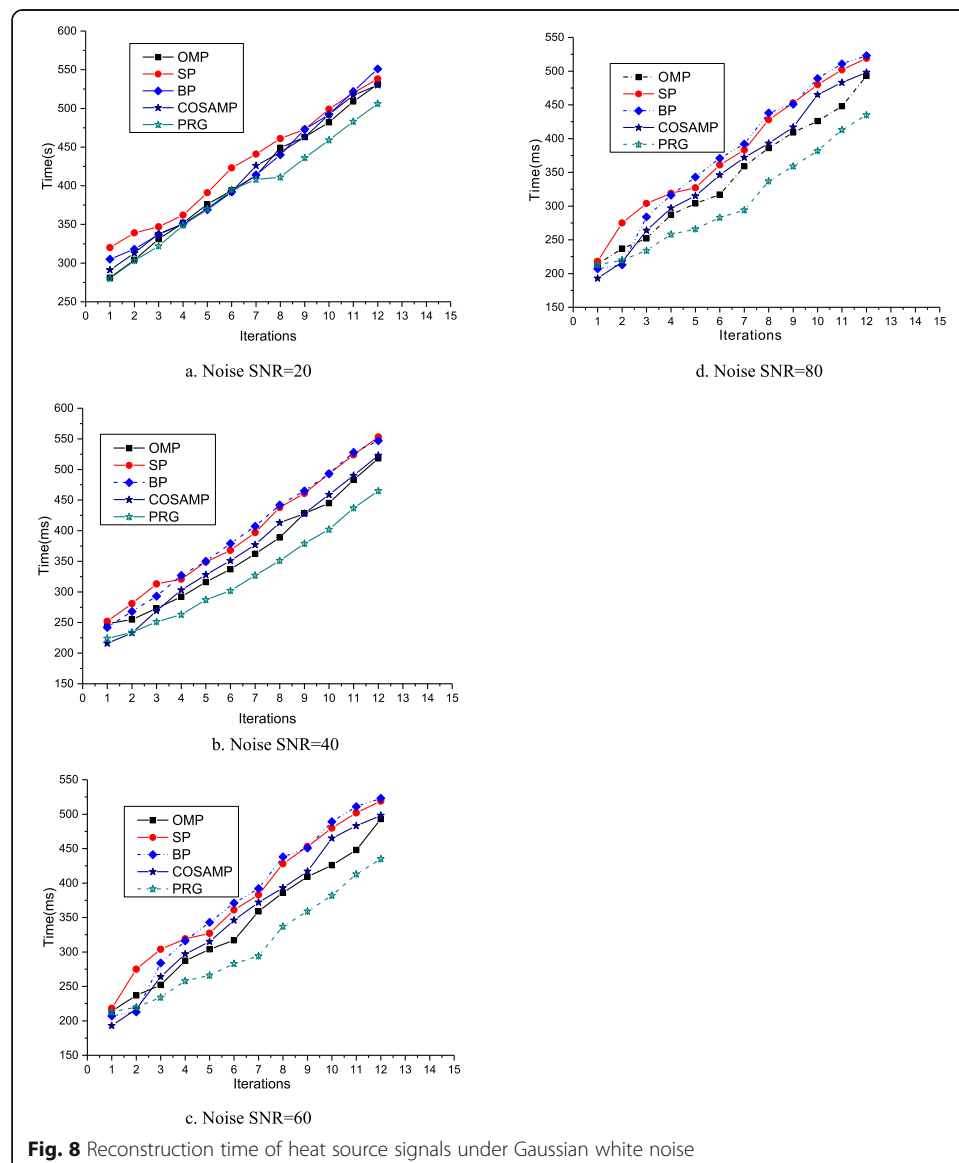 600
550
500
450
400
350
300
250
Time(s)
OMP
SP
BP
COSAMP
PRG
0 1 2 3 4 5 6 7 8 9 10 11 12 13 14 15
Iterations
a. Noise SNR=20
550
500
450
400
350
300
250
200
150
Time(ms)
OMP
SP
BP
COSAMP
PRG
0 1 2 3 4 5 6 7 8 9 10 11 12 13 14 15
Iterations
d. Noise SNR=80
600
550
500
450
400
350
300
250
200
150
Time(ms)
OMP
SP
BP
COSAMP
PRG
0 1 2 3 4 5 6 7 8 9 10 11 12 13 14 15
Iterations
b. Noise SNR=40
550
500
450
400
350
300
250
200
150
Time(ms)
OMP
SP
BP
COSAMP
PRG
0 1 2 3 4 5 6 7 8 9 10 11 12 13 14 15
Iterations
c. Noise SNR=60
Fig. 8 Reconstruction time of heat source signals under Gaussian white noise